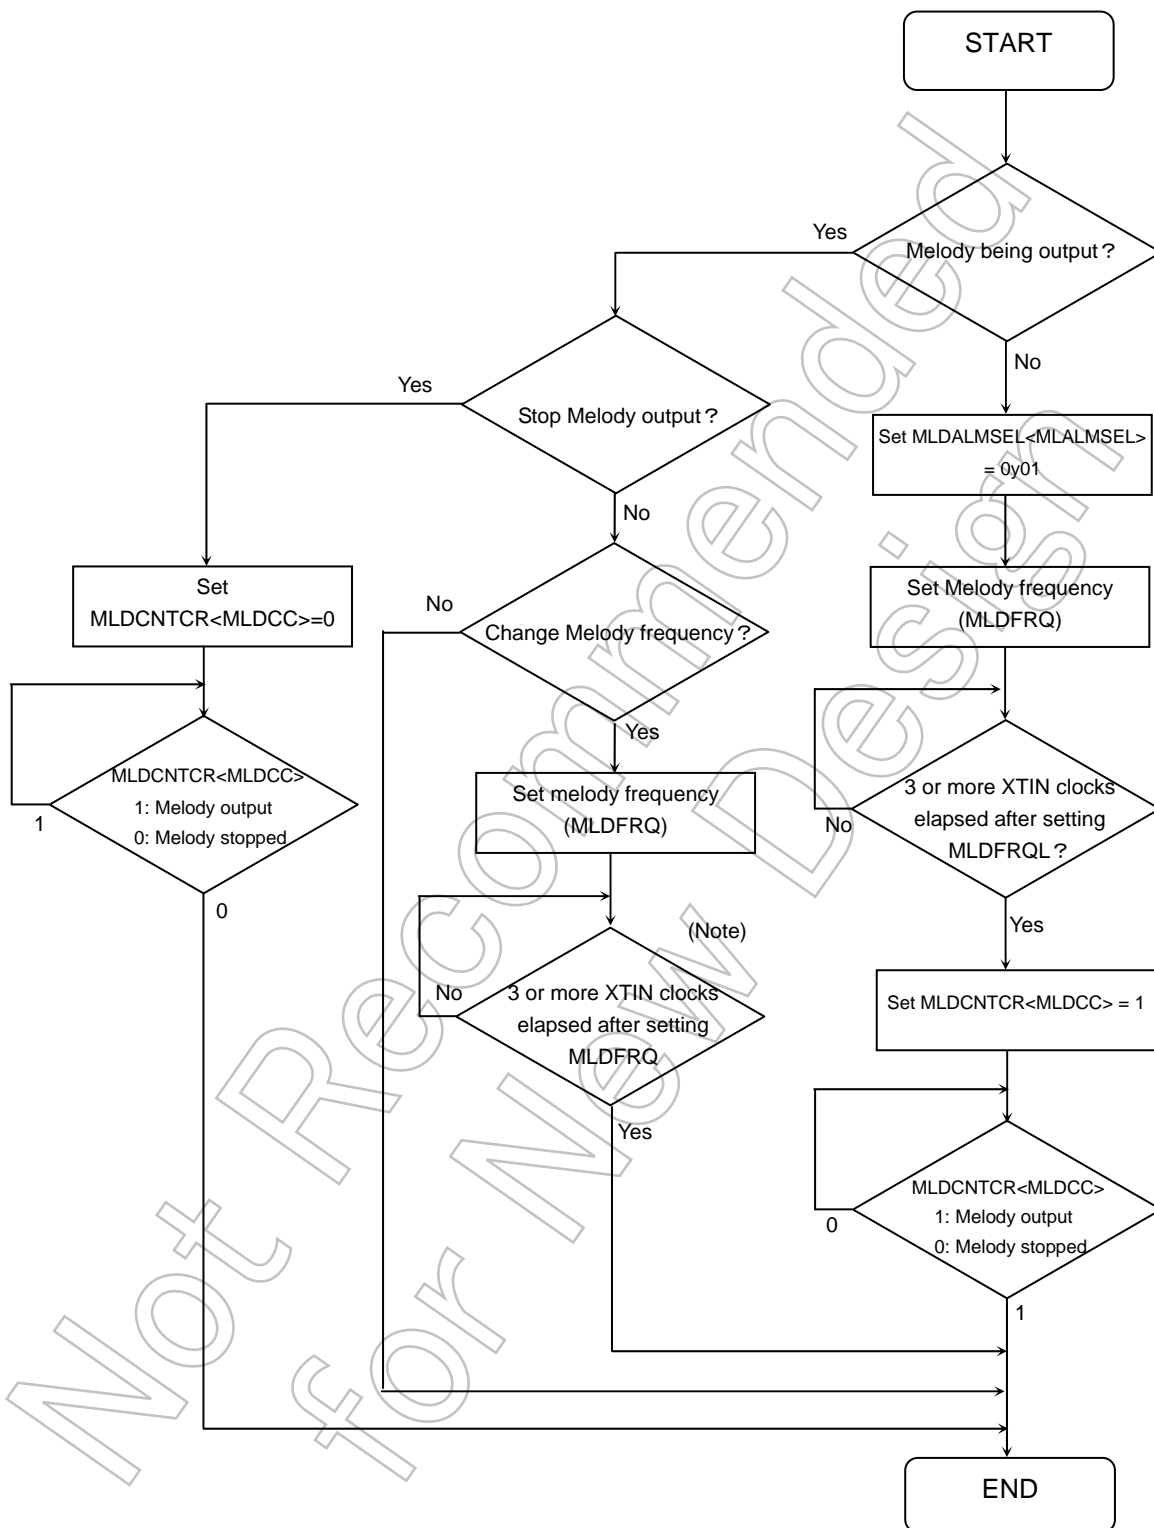 START
Melody being output?
Yes
No
Stop Melody output?
Yes
No
Set MLDALMSEL<MLALMSEL>
= 0y01
Set
MLDCNTCR<MLDCC>=0
Change Melody frequency?
No
Yes
Set Melody frequency
(MLDFRQ)
MLDCNTCR<MLDCC>
1: Melody output
0: Melody stopped
1
0
Set melody frequency
(MLDFRQ)
3 or more XTIN clocks
elapsed after setting
MLDFRQL?
No
Yes
(Note)
3 or more XTIN clocks
elapsed after setting
MLDFRQ
No
Yes
Set MLDCNTCR<MLDCC> = 1
MLDCNTCR<MLDCC>
1: Melody output
0: Melody stopped
0
1
END
Not Recommended
for New Design